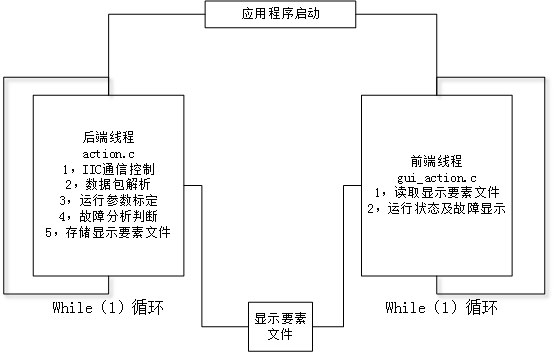 应用程序启动
后端线程
action.c
1，IIC通信控制
2，数据包解析
3，运行参数标定
4，故障分析判断
5，存储显示要素文件
While（1）循环
前端线程
gui_action.c
1，读取显示要素文件
2，运行状态及故障显示
While（1）循环
显示要素
文件